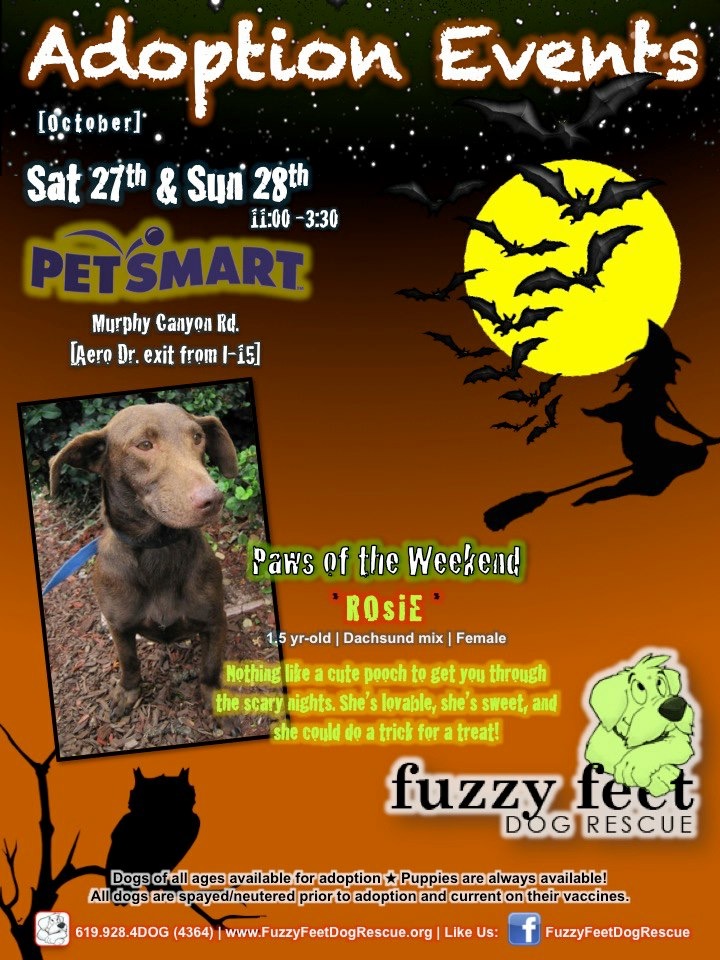 Adoption Events
[October]
Sat 27th & Sun 28th
11:00 -3:30
PETSMART
Murphy Canyon Rd.
[Aero Dr. exit from I-15]
Paws of the Weekend
"ROsiE"
1.5 yr-old | Dachsund mix | Female
Nothing like a cute pooch to get you through
the scary nights. She's lovable, she's sweet, and
she could do a trick for a treat!
fuzzy feet
DOG RESCUE
Dogs of all ages available for adoption ★ Puppies are always available!
All dogs are spayed/neutered prior to adoption and current on their vaccines.
619.928.4DOG (4364) | www.FuzzyFeetDogRescue.org | Like Us: f FuzzyFeetDogRescue